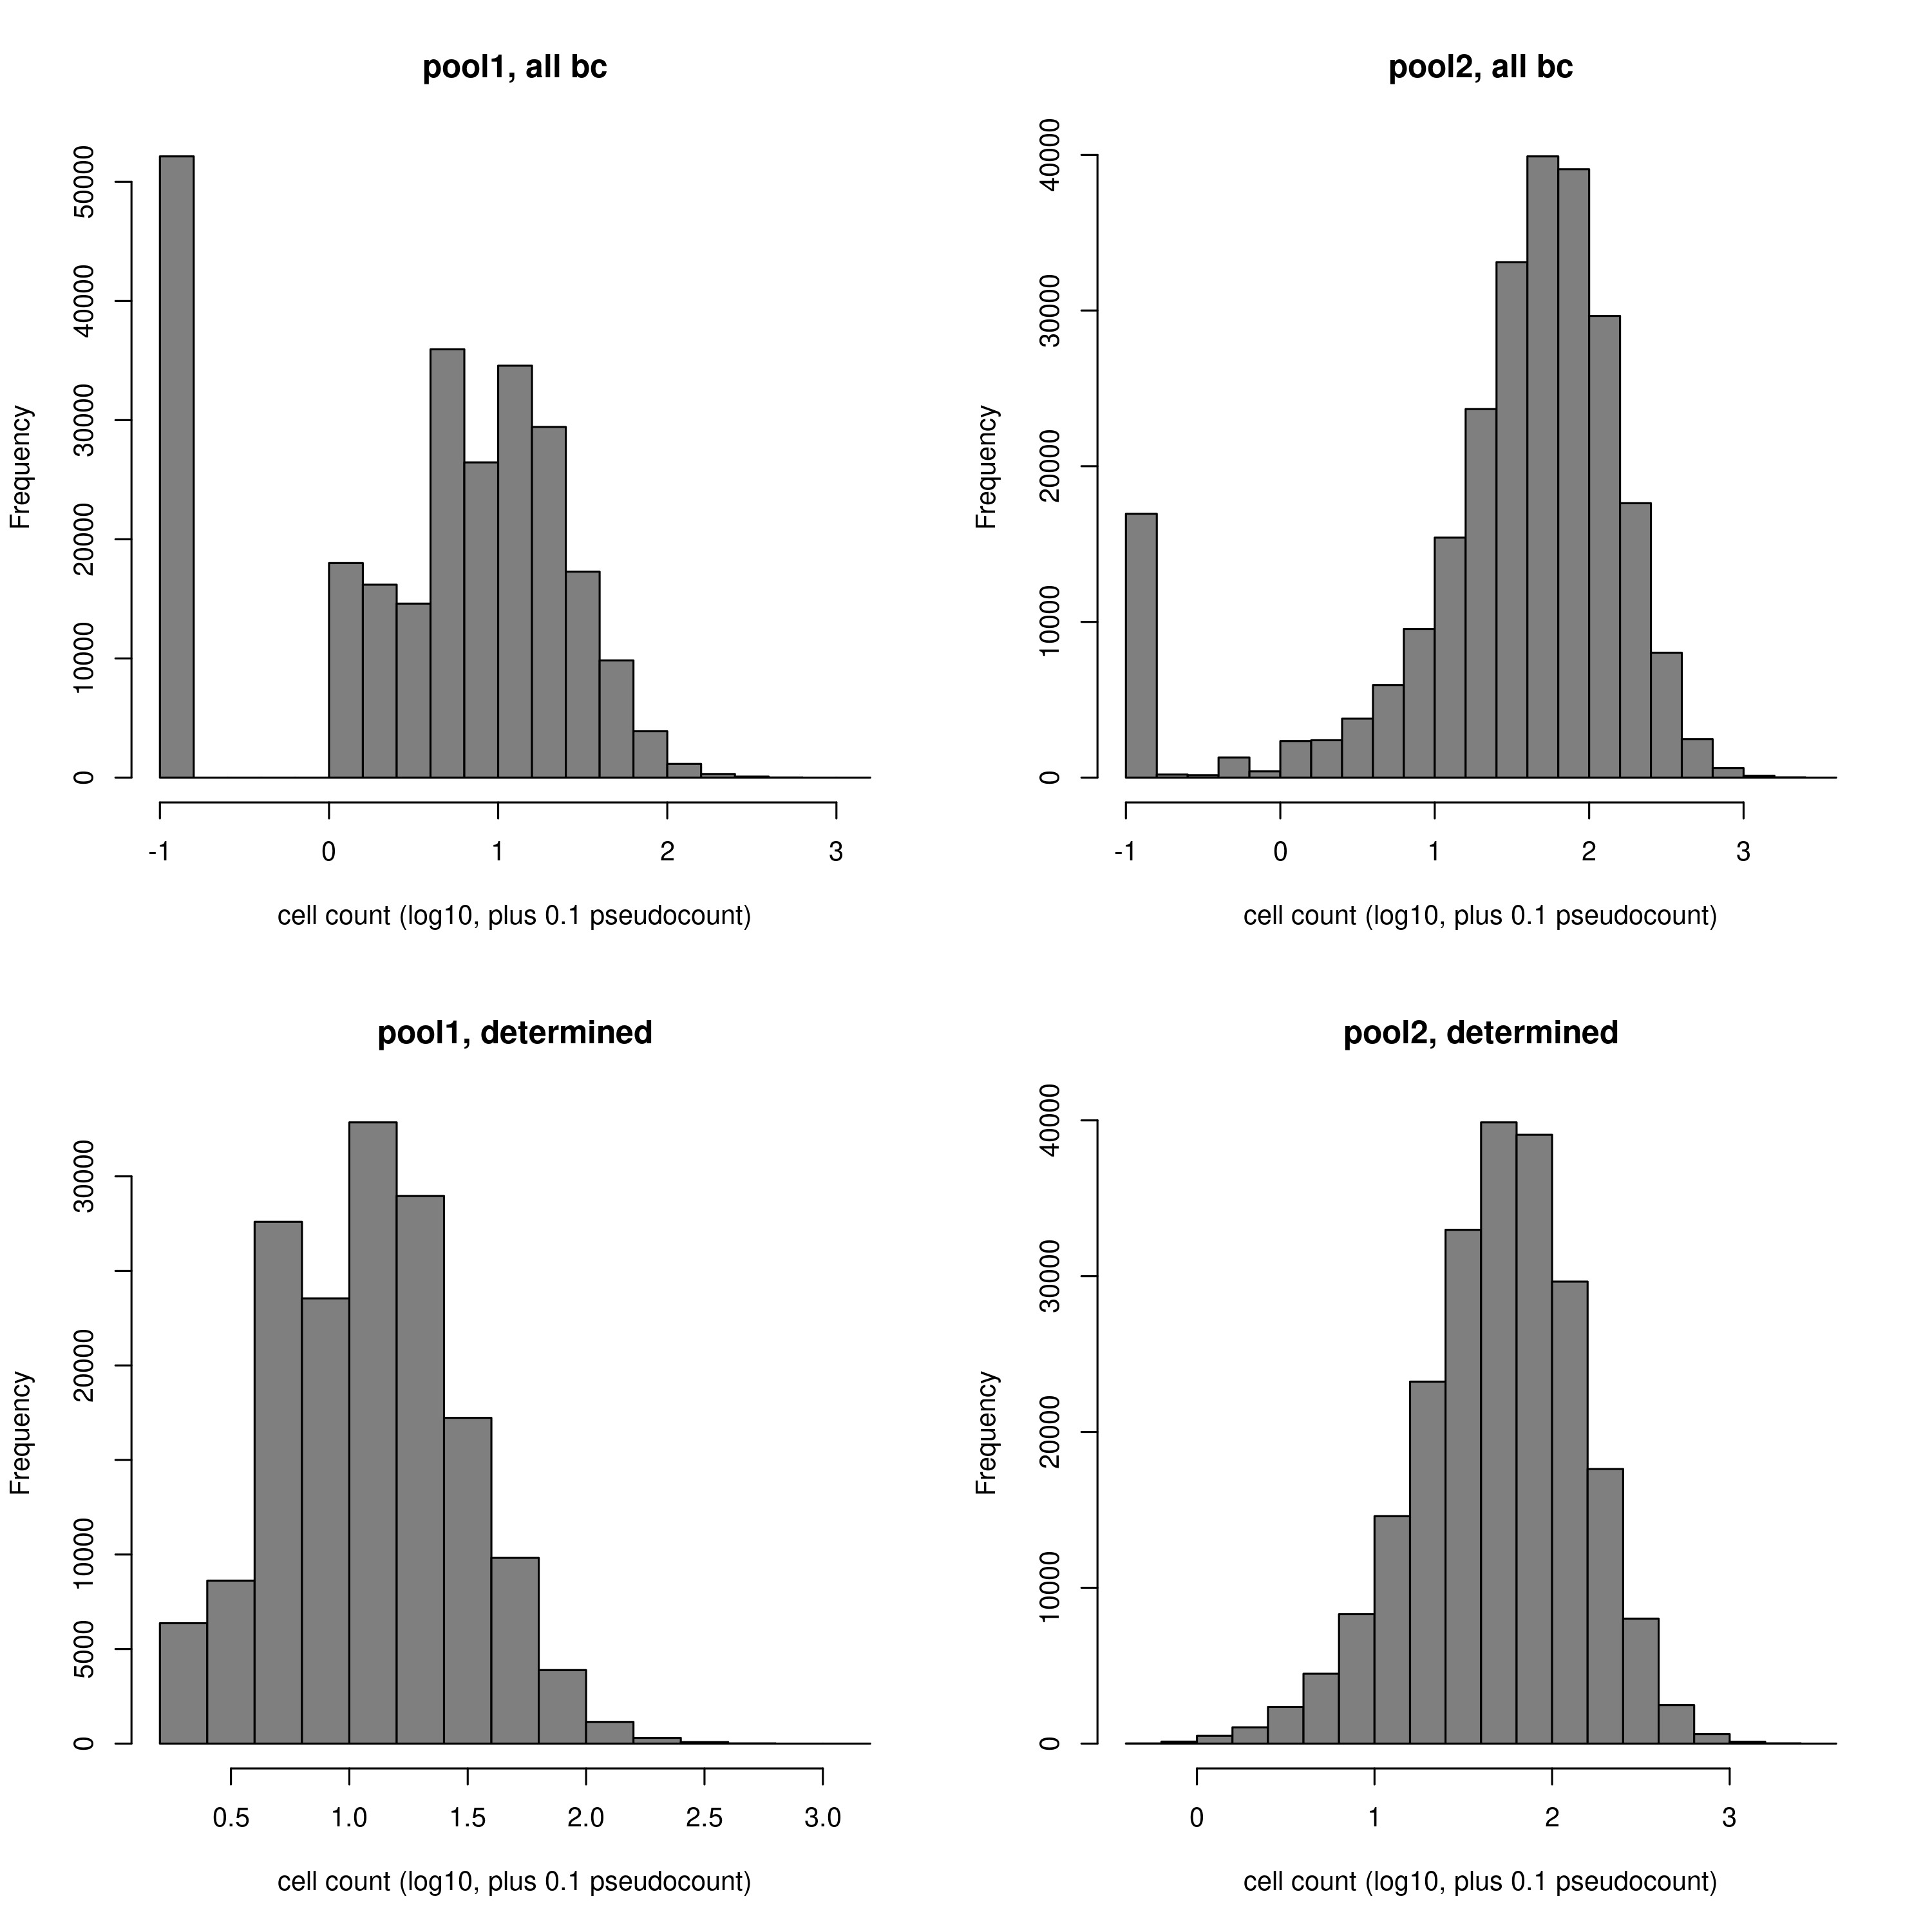 pool1, all bc
Frequency
50000
40000
30000
20000
10000
0
-1 0 1 2 3
cell count (log10, plus 0.1 pseudocount)
pool2, all bc
Frequency
40000
30000
20000
10000
0
-1 0 1 2 3
cell count (log10, plus 0.1 pseudocount)
pool1, determined
Frequency
30000
20000
10000
5000
0
0.5 1.0 1.5 2.0 2.5 3.0
cell count (log10, plus 0.1 pseudocount)
pool2, determined
Frequency
40000
30000
20000
10000
0
0 1 2 3
cell count (log10, plus 0.1 pseudocount)